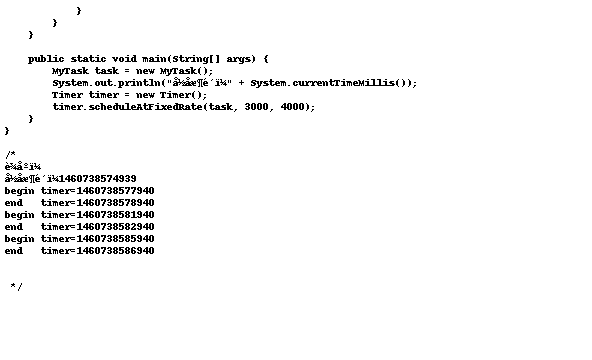 }
}
}
public static void main(String[] args) {
MyTask task = new MyTask();
System.out.println("å½åæ¶é´ï¼" + System.currentTimeMillis());
Timer timer = new Timer();
timer.scheduleAtFixedRate(task, 3000, 4000);
}
}
/*
è¾åºï¼
å½åæ¶é´ï¼1460738574939
begin timer=1460738577940
end   timer=1460738578940
begin timer=1460738581940
end   timer=1460738582940
begin timer=1460738585940
end   timer=1460738586940
*/